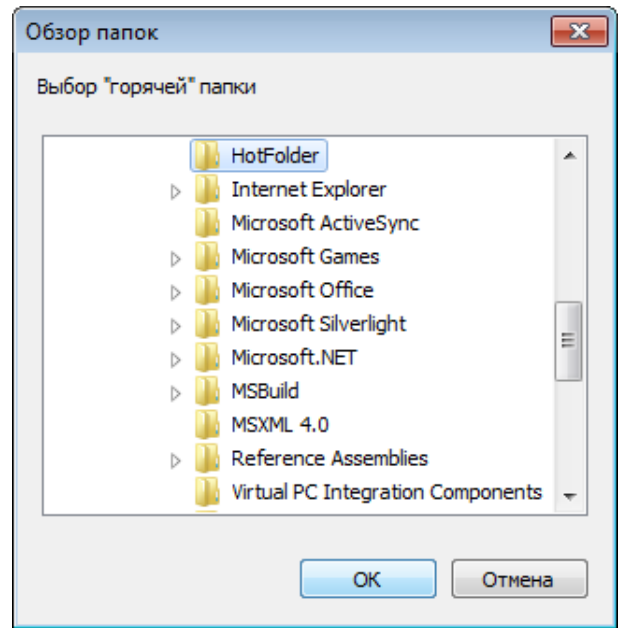 Обзор папок
Выбор "горячей" папки
HotFolder
Internet Explorer
Microsoft ActiveSync
Microsoft Games
Microsoft Office
Microsoft Silverlight
Microsoft.NET
MSBuild
MSXML 4.0
Reference Assemblies
Virtual PC Integration Components
ОК
Отмена